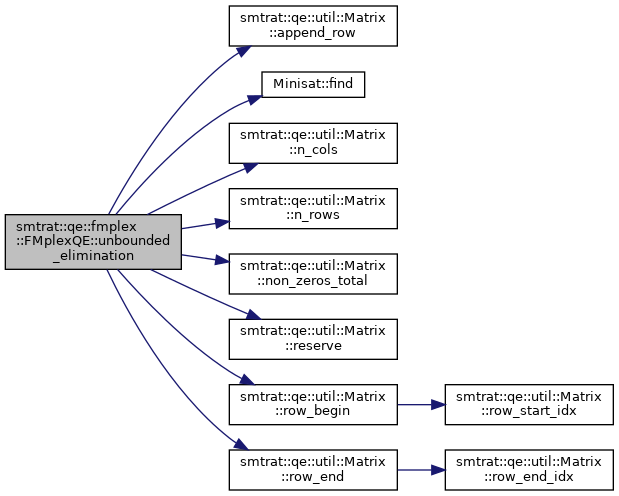 smtrat::qe::util::Matrix
::append_row
Minisat::find
smtrat::qe::util::Matrix
::n_cols
smtrat::qe::util::Matrix
::n_rows
smtrat::qe::fmplex
::FMplexQE::unbounded
_elimination
smtrat::qe::util::Matrix
::non_zeros_total
smtrat::qe::util::Matrix
::reserve
smtrat::qe::util::Matrix
::row_begin
smtrat::qe::util::Matrix
::row_start_idx
smtrat::qe::util::Matrix
::row_end
smtrat::qe::util::Matrix
::row_end_idx